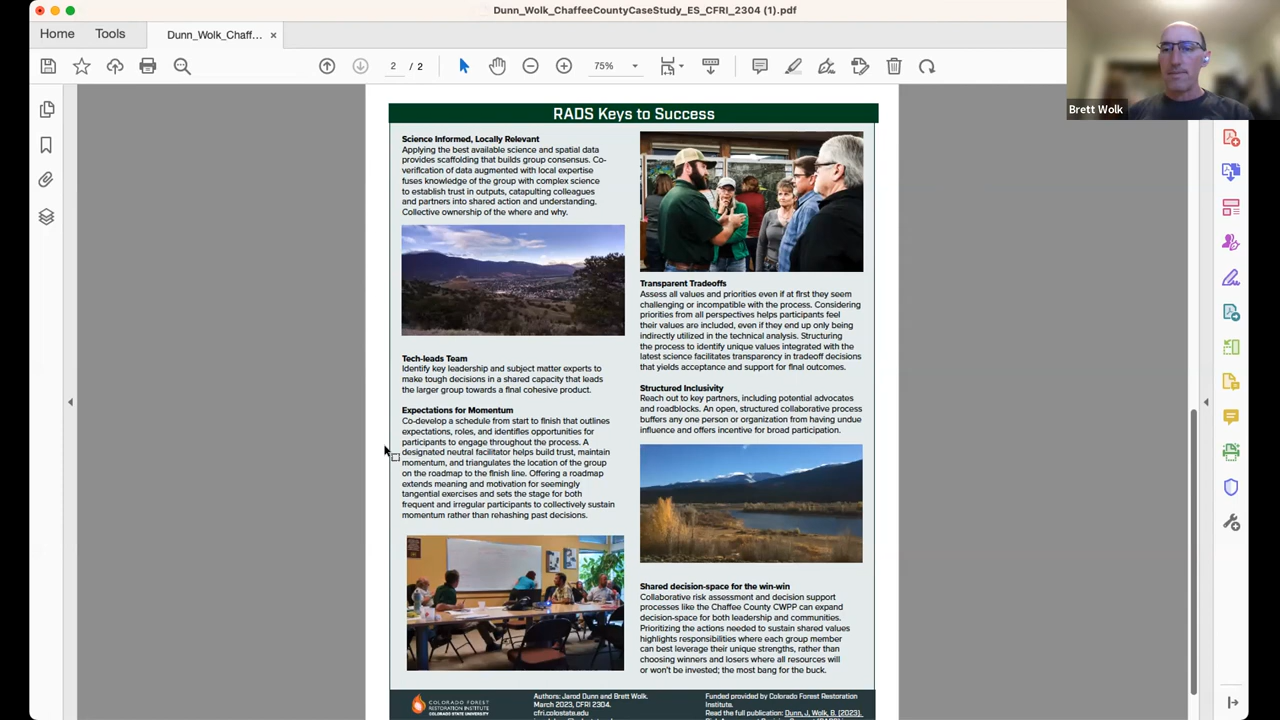 Dunn_Wolk_ChaffeeCountyCaseStudy_ES_CFRI_2304 (1).pdf
Home
Tools
Dunn_Wolk_Chaff...
2 / 2
75%
Brett Wolk
RADS Keys to Success
Science Informed, Locally Relevant
Applying the best available science and spatial data
provides scaffolding that builds group consensus. Co-
verification of data augmented with local expertise
fuses knowledge of the group with complex science
to establish trust in outputs, catapulting colleagues
and partners into shared action and understanding.
Collective ownership of the where and why.
Tech-leads Team
Identify key leadership and subject matter experts to
make tough decisions in a shared capacity that leads
the larger group towards a final cohesive product.
Expectations for Momentum
Co-develop a schedule from start to finish that outlines
expectations, roles, and identifies opportunities for
participants to engage throughout the process. A
designated neutral facilitator helps build trust, maintain
momentum, and triangulates the location of the group
on the roadmap to the finish line. Offering a roadmap
extends meaning and motivation for seemingly
tangential exercises and sets the stage for both
frequent and irregular participants to collectively sustain
momentum rather than rehashing past decisions.
Transparent Tradeoffs
Assess all values and priorities even if at first they seem
challenging or incompatible with the process. Considering
priorities from all perspectives helps participants feel
their values are included, even if they end up only being
indirectly utilized in the technical analysis. Structuring
the process to identify unique values integrated with the
latest science facilitates transparency in tradeoff decisions
that yields acceptance and support for final outcomes.
Structured Inclusivity
Reach out to key partners, including potential advocates
and roadblocks. An open, structured collaborative process
buffers any one person or organization from having undue
influence and offers incentive for broad participation.
Shared decision-space for the win-win
Collaborative risk assessment and decision support
processes like the Chaffee County CWPP can expand
decision-space for both leadership and communities.
Prioritizing the actions needed to sustain shared values
highlights responsibilities where each group member
can best leverage their unique strengths, rather than
choosing winners and losers where all resources will
or won't be invested; the most bang for the buck.
COLORADO FOREST
RESTORATION INSTITUTE
COLORADO STATE UNIVERSITY
Authors: Jarod Dunn and Brett Wolk.
March 2023, CFRI 2304.
cfri.colostate.edu
Funded provided by Colorado Forest Restoration
Institute.
Read the full publication: Dunn, J, Wolk, B. (2023).